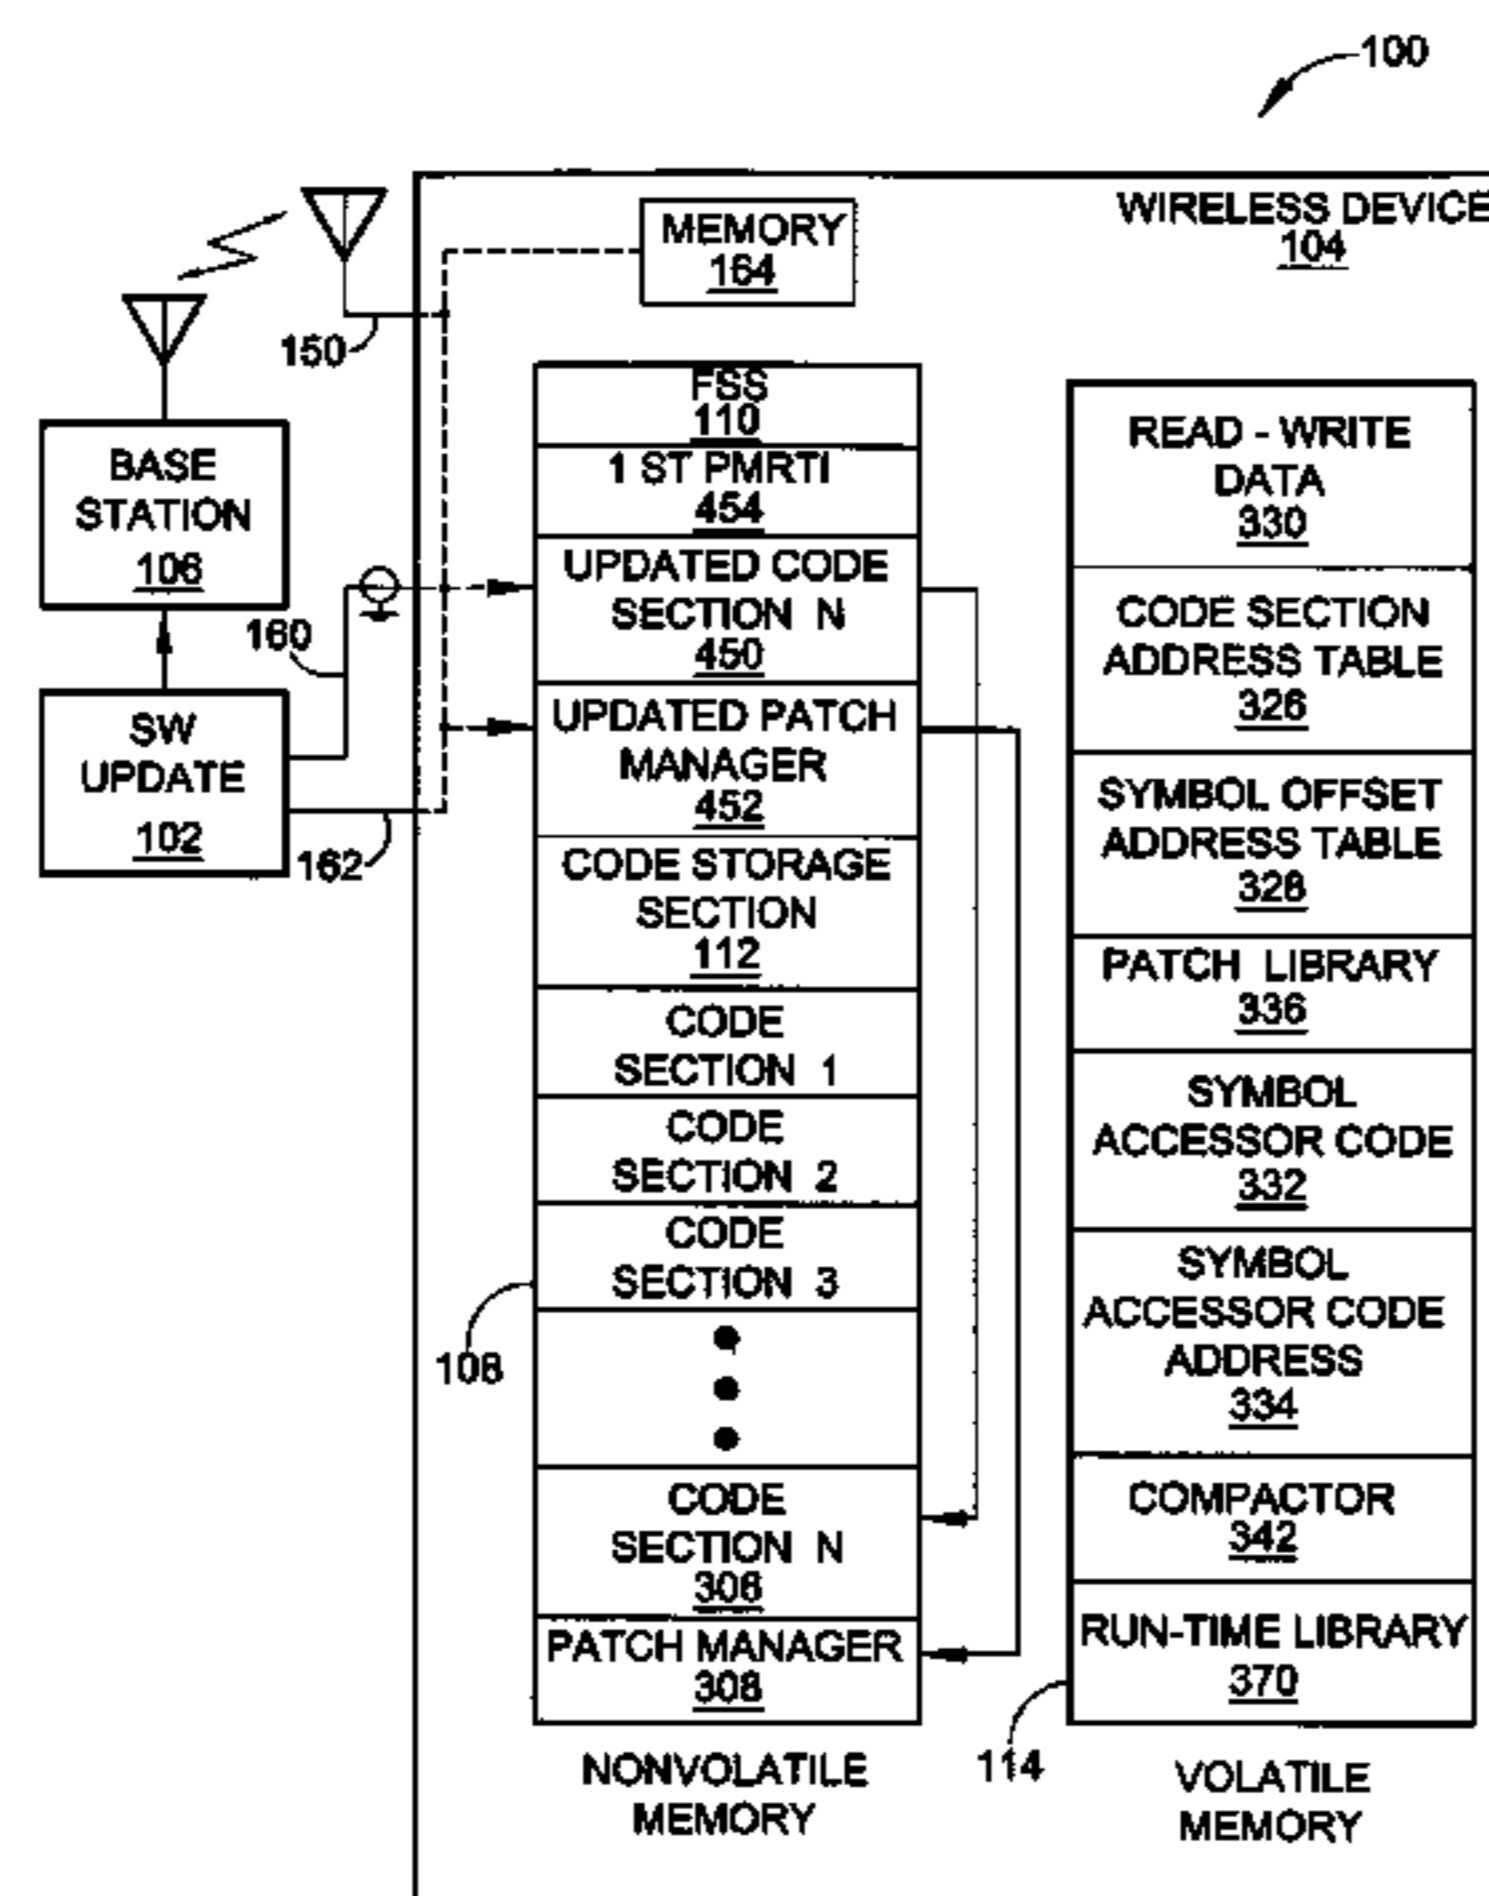 100
WIRELESS DEVICE
104
MEMORY
164
150
BASE
STATION
106
160
SW
UPDATE
102
162
FSS
110
1 ST PMRTI
454
UPDATED CODE
SECTION N
450
UPDATED PATCH
MANAGER
452
CODE STORAGE
SECTION
112
CODE
SECTION 1
CODE
SECTION 2
CODE
SECTION 3
108
CODE
SECTION N
306
PATCH MANAGER
308
NONVOLATILE
MEMORY
READ - WRITE
DATA
330
CODE SECTION
ADDRESS TABLE
326
SYMBOL OFFSET
ADDRESS TABLE
328
PATCH LIBRARY
336
SYMBOL
ACCESSOR CODE
332
SYMBOL
ACCESSOR CODE
ADDRESS
334
COMPACTOR
342
RUN-TIME LIBRARY
370
114
VOLATILE
MEMORY